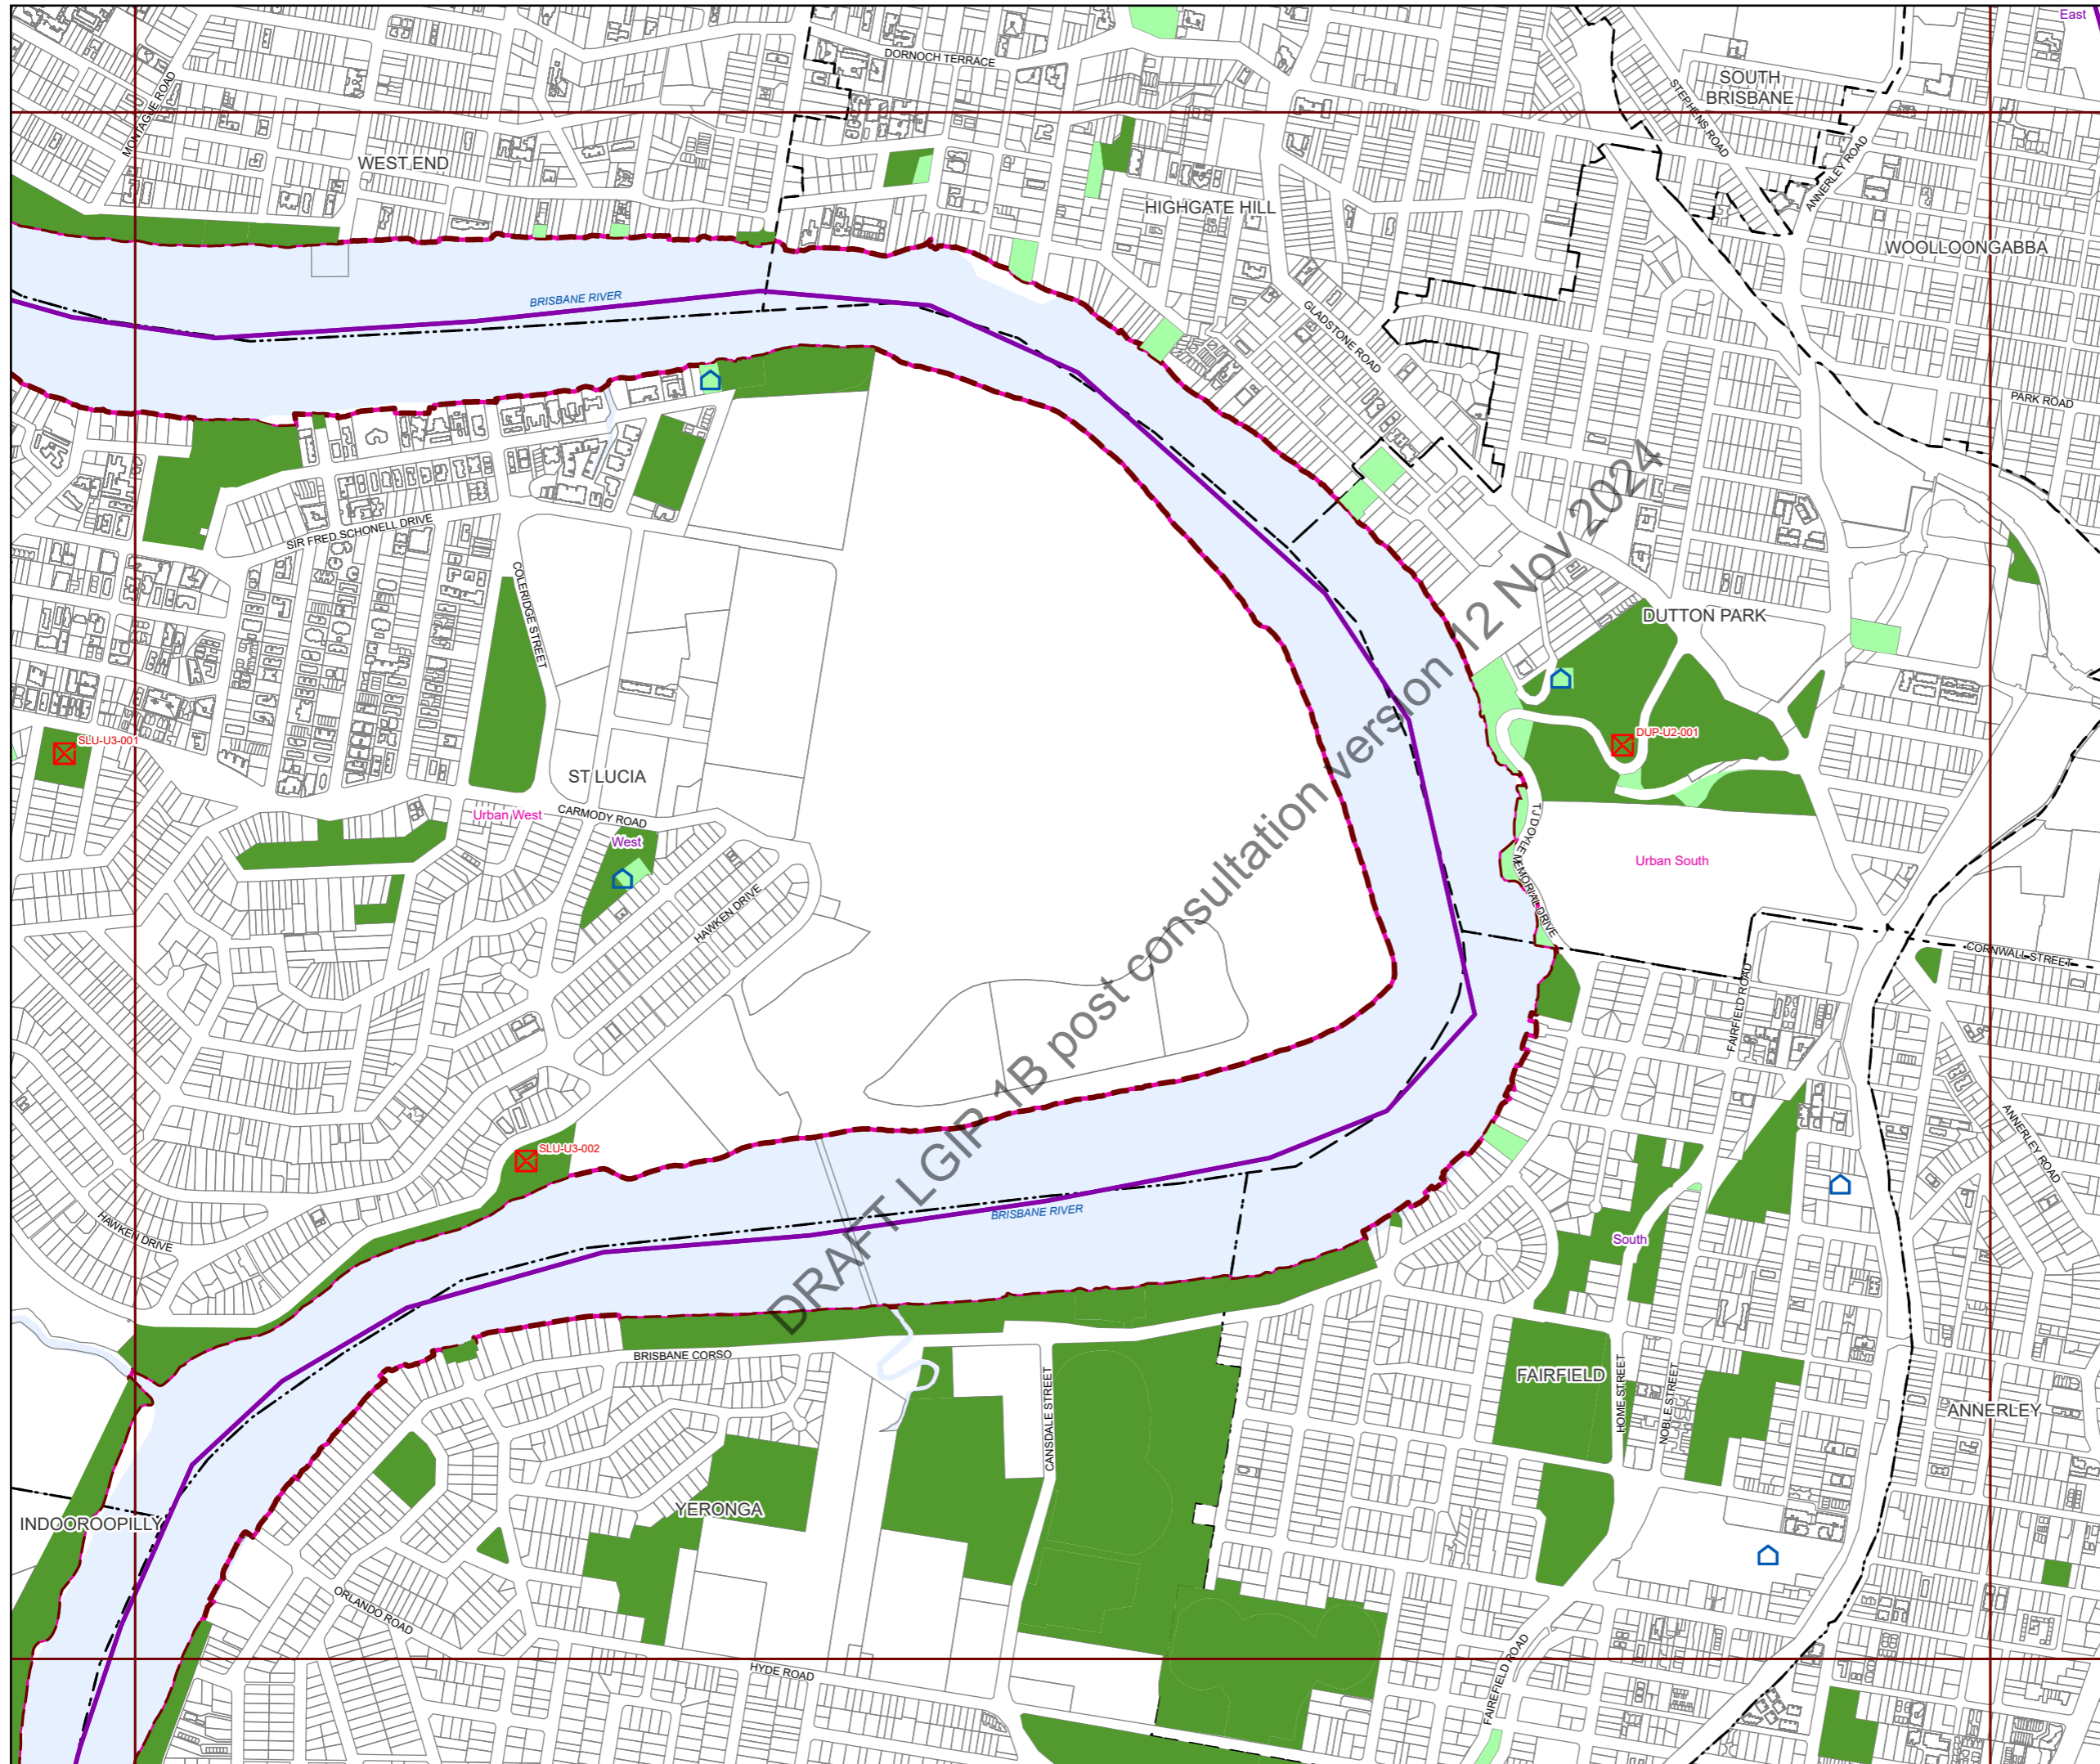 East
DORNOCH TERRACE
SOUTH
BRISBANE
MONTAGUE ROAD
STEPHENS ROAD
WEST END
ANNERLEY ROAD
HIGHGATE HILL
WOOLLOONGABBA
BRISBANE RIVER
GLADSTONE ROAD
PARK ROAD
SIR FRED SCHONELL DRIVE
COLERIDGE STREET
DUTTON PARK
SLU-U3-001
DUP-U2-001
ST LUCIA
Urban West
CARMODY ROAD
West
T J DOYLE MEMORIAL DRIVE
Urban South
HAWKEN DRIVE
CORNWALL STREET
FAIRFIELD ROAD
DRAFT LGIP 1B post consultation version 12 Nov 2024
ANNERLEY ROAD
SLU-U3-002
BRISBANE RIVER
HAWKEN DRIVE
South
BRISBANE CORSO
CANSDALE STREET
FAIRFIELD
HOME STREET
NOBLE STREET
ANNERLEY
YERONGA
INDOOROOPILLY
ORLANDO ROAD
HYDE ROAD
FAIREFIELD ROAD